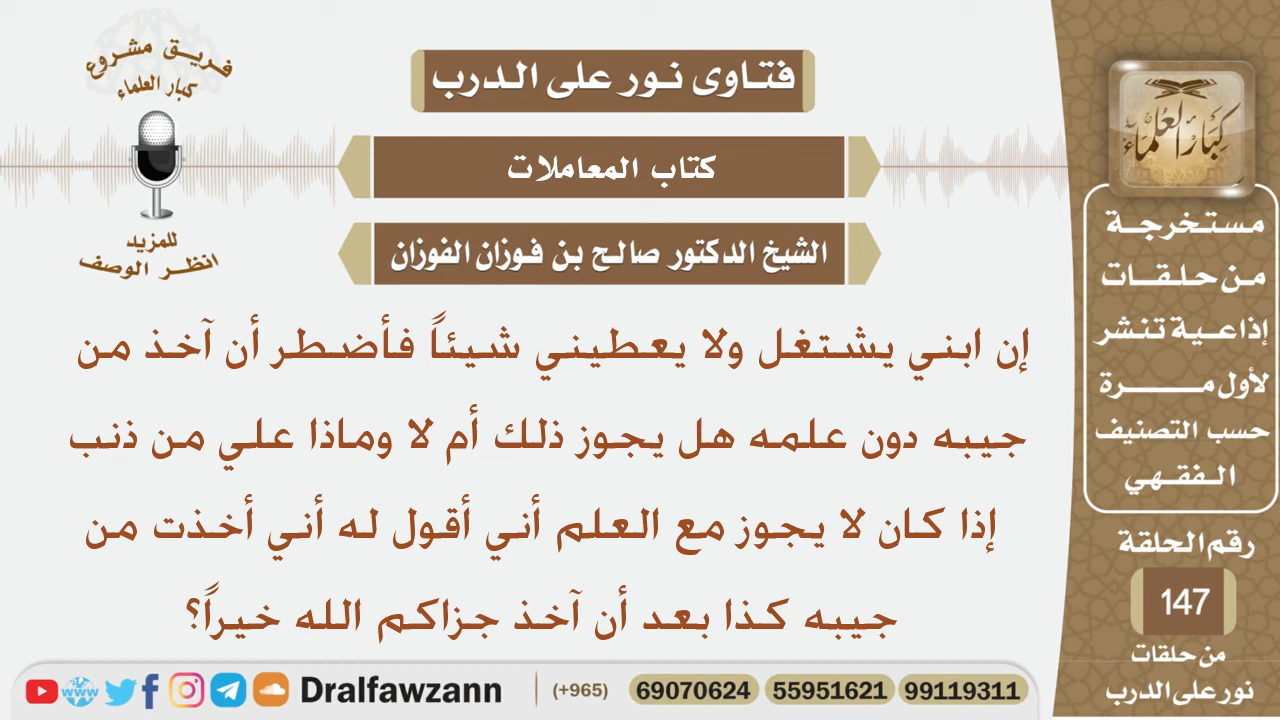 فتاوى نور على الدرب
كتاب المعاملات
الشيخ الدكتور صالح بن فوزان الفوزان
فريق مشروع
كبار العلماء
للمزيد
انظر الوصف
كبار العلماء
مستخرجة
من حلقات
إذاعية تنشر
لأول مرة
حسب التصنيف
الفقهي
رقم الحلقة
147
من حلقات
نور على الدرب
إن ابني يشتغل ولا يعطيني شيئاً فأضطر أن آخذ من
جيبه دون علمه هل يجوز ذلك أم لا وماذا علي من ذنب
إذا كان لا يجوز مع العلم أني أقول له أني أخذت من
جيبه كذا بعد أن آخذ جزاكم الله خيراً؟
www Dralfawzann (+965) 69070624 55951621 99119311